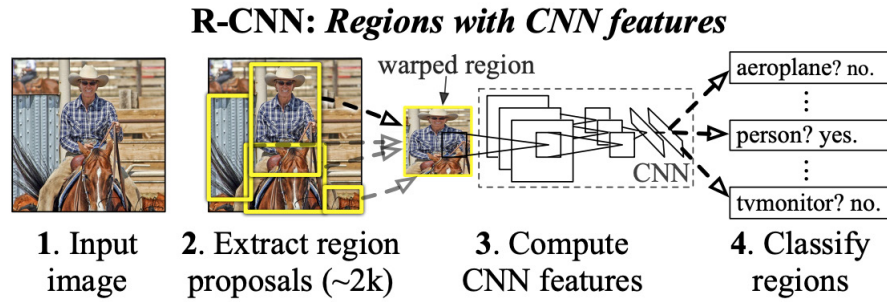 R-CNN: Regions with CNN features
warped region
aeroplane? no.
person? yes.
CNN
tvmonitor? no.
1. Input
image
2. Extract region
proposals (~2k)
3. Compute
CNN features
4. Classify
regions